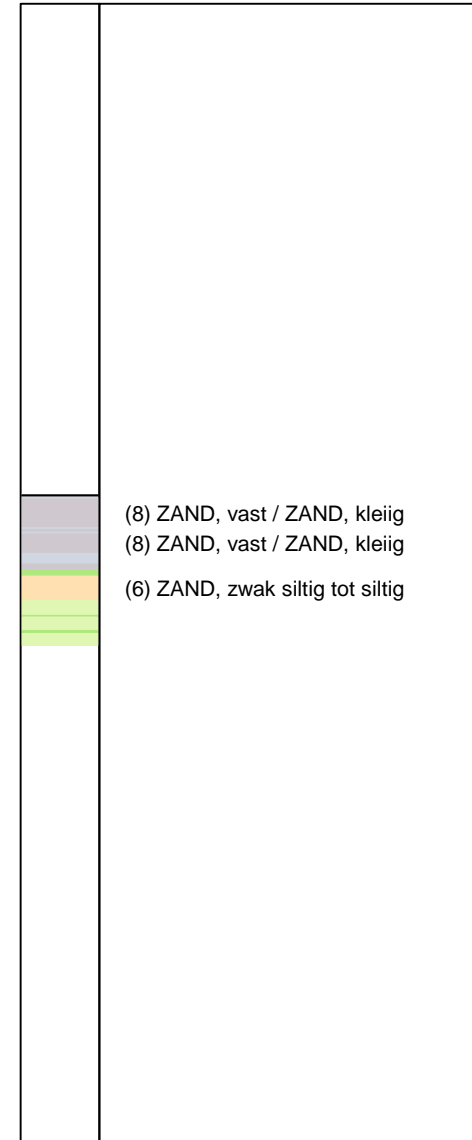 (8) ZAND, vast / ZAND, kleiig
(8) ZAND, vast / ZAND, kleiig
(6) ZAND, zwak siltig tot siltig